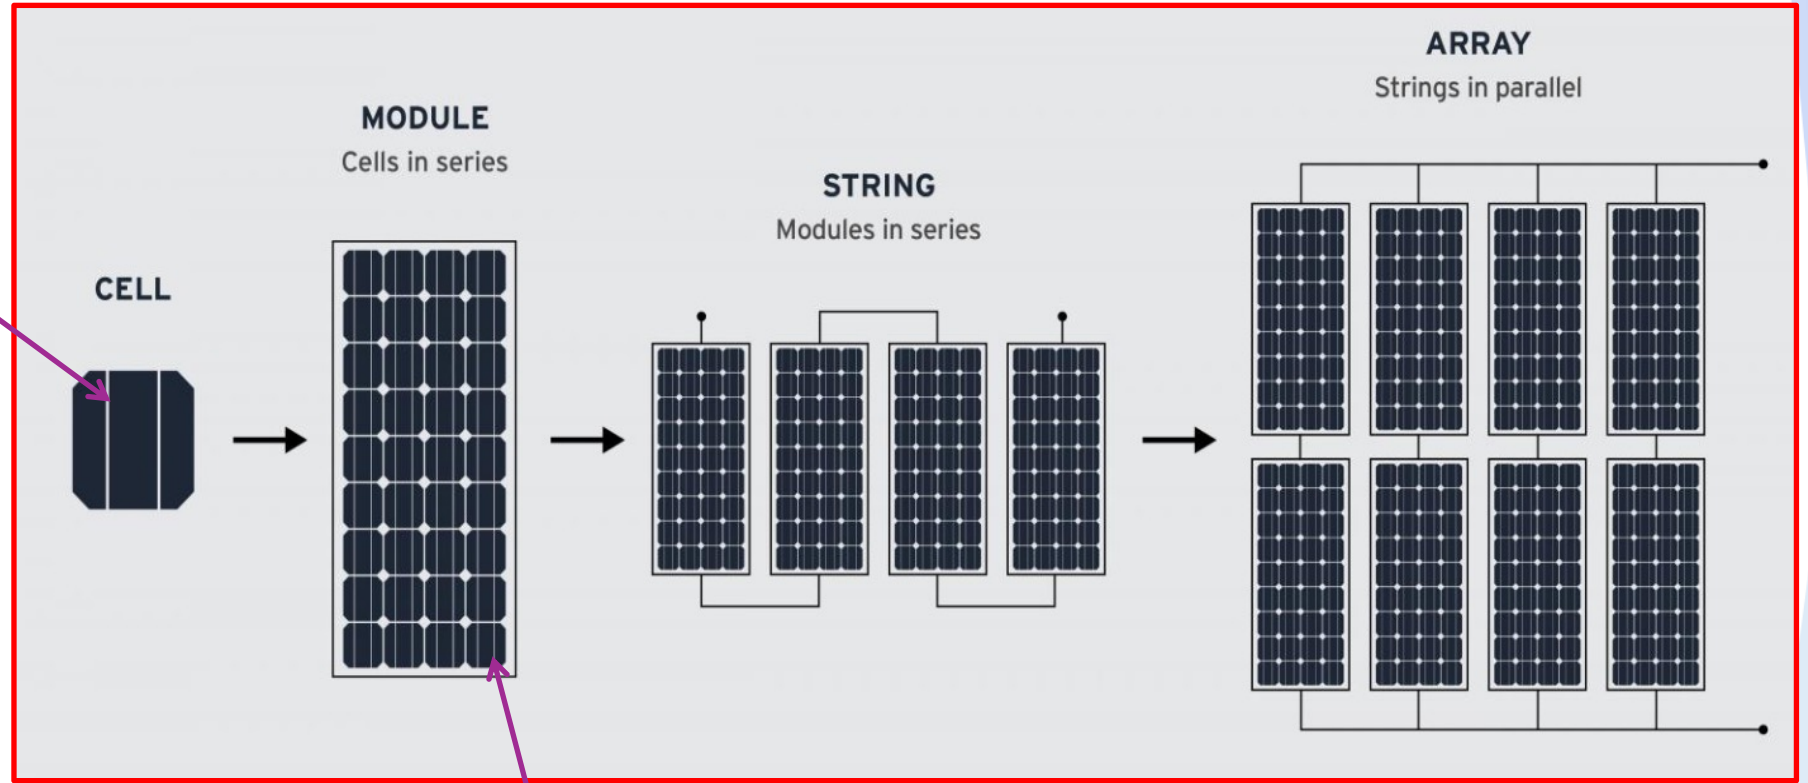 CELL
MODULE
Cells in series
STRING
Modules in series
ARRAY
Strings in parallel